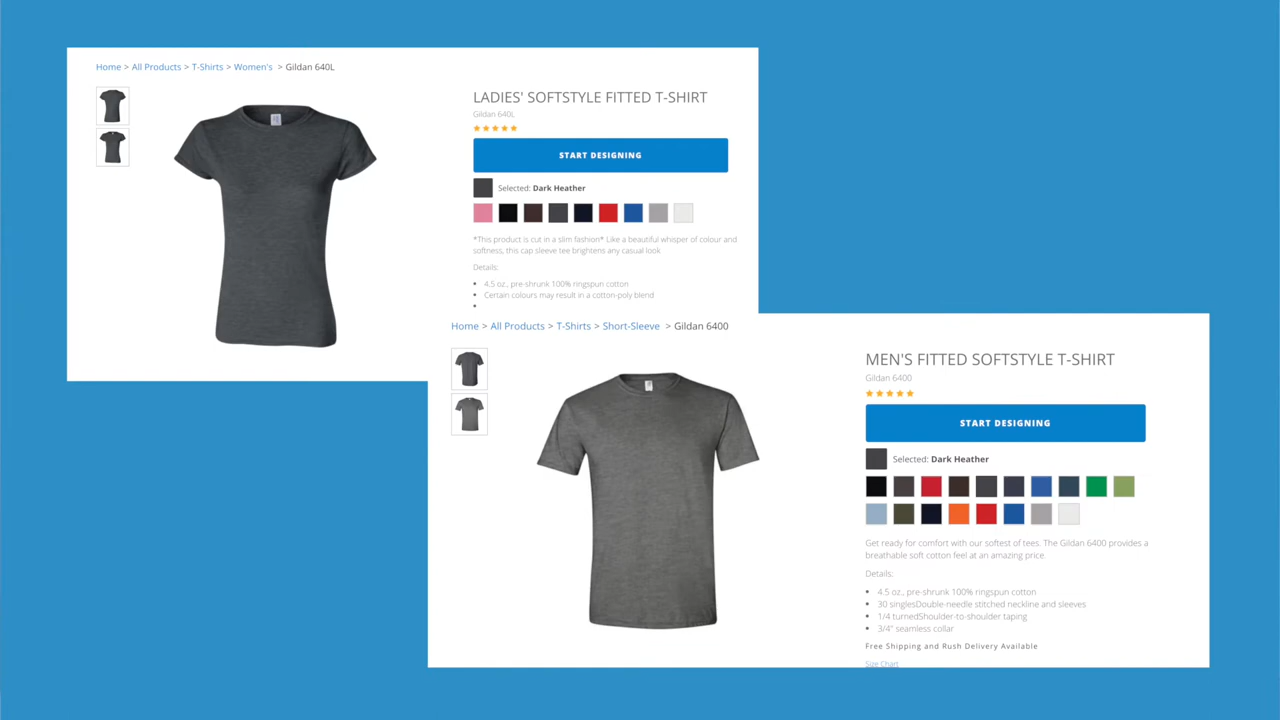 Home > All Products > T-Shirts > Women's > Gildan 640L
LADIES' SOFTSTYLE FITTED T-SHIRT
Gildan 640L
START DESIGNING
Selected: Dark Heather
*This product is cut in a slim fashion* Like a beautiful whisper of colour and
softness, this cap sleeve tee brightens any casual look
Details:
• 4.5 oz., pre-shrunk 100% ringspun cotton
• Certain colours may result in a cotton-poly blend
•
Home > All Products > T-Shirts > Short-Sleeve > Gildan 6400
MEN'S FITTED SOFTSTYLE T-SHIRT
Gildan 6400
START DESIGNING
Selected: Dark Heather
Get ready for comfort with our softest of tees. The Gildan 6400 provides a
breathable soft cotton feel at an amazing price.
Details:
• 4.5 oz., pre-shrunk 100% ringspun cotton
• 30 singlesDouble-needle stitched neckline and sleeves
• 1/4 turnedShoulder-to-shoulder taping
• 3/4" seamless collar
Free Shipping and Rush Delivery Available
Size Chart